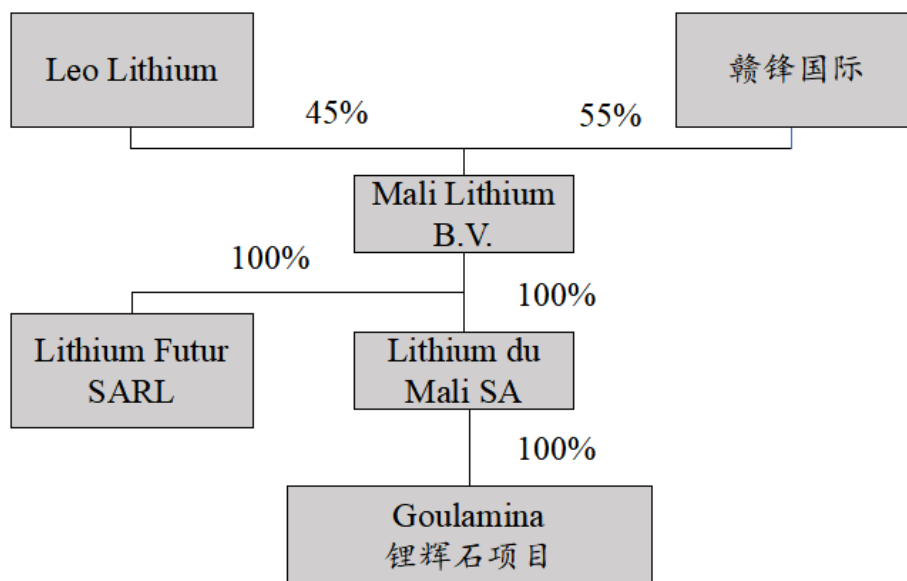 Leo Lithium
赣锋国际
45%
55%
Mali Lithium
B.V.
100%
100%
Lithium Futur
SARL
Lithium du
Mali SA
100%
Goulamina
锂辉石项目